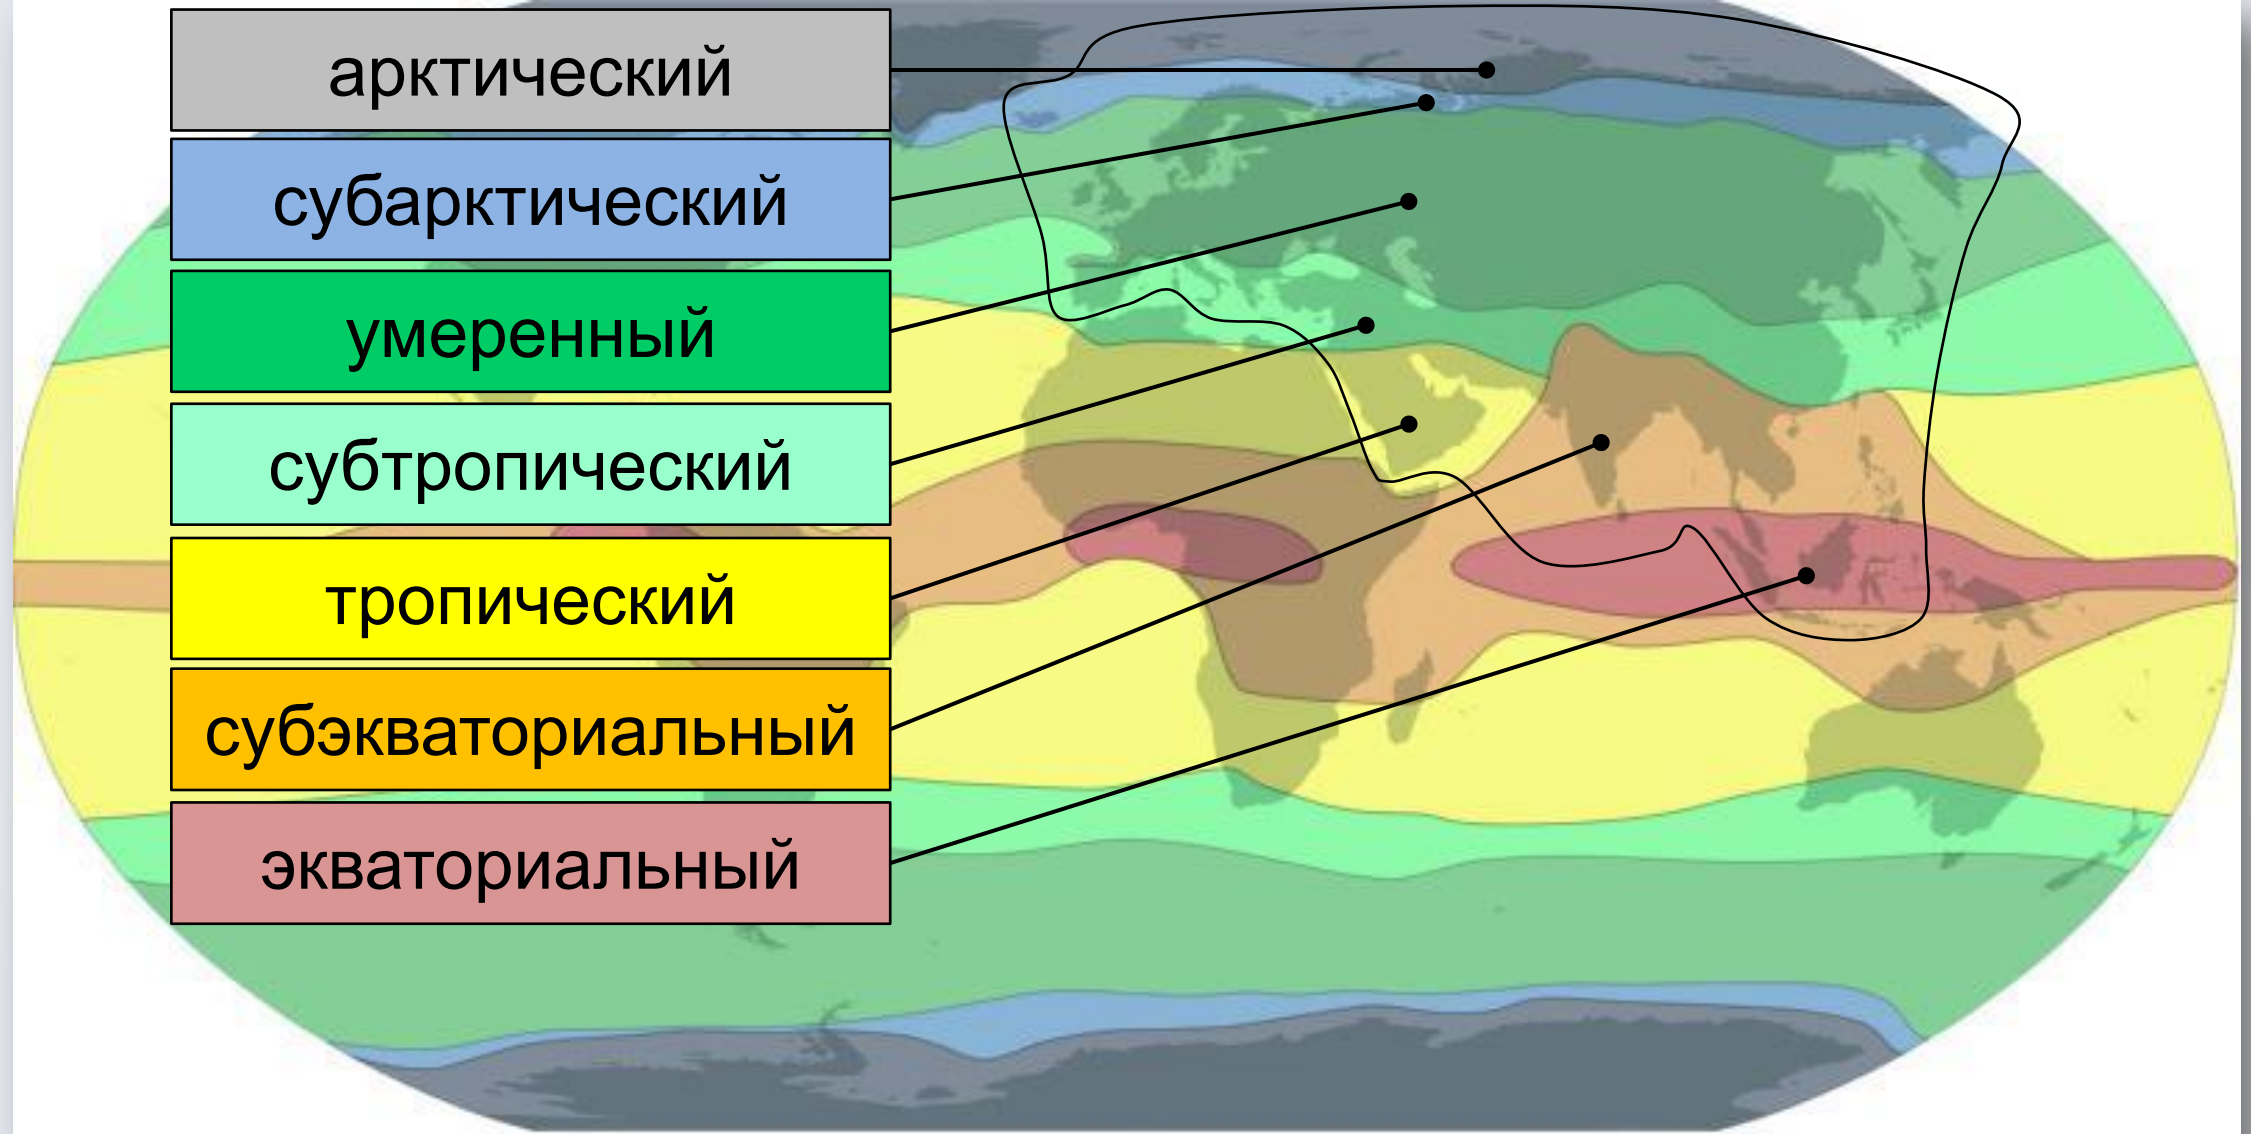 арктический
субарктический
умеренный
субтропический
тропический
субэкваториальный
экваториальный